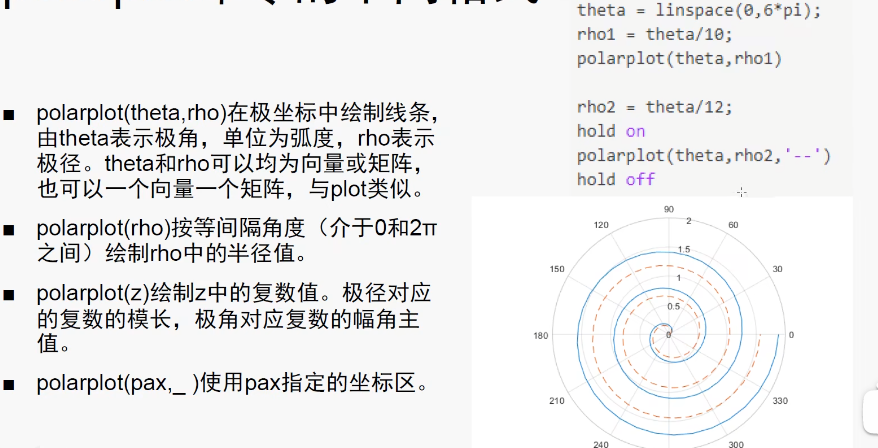 theta = linspace(0,6*pi);
rho1 = theta/10;
polarplot(theta,rho1)
rho2 = theta/12;
hold on
polarplot(theta,rho2,'--')
hold off
■ polarplot(theta,rho)在极坐标中绘制线条，
由theta表示极角，单位为弧度，rho表示
极径。theta和rho可以均为向量或矩阵，
也可以一个向量一个矩阵，与plot类似。
■ polarplot(rho)按等间隔角度（介于0和2π
之间）绘制rho中的半径值。
■ polarplot(z)绘制z中的复数值。极径对应
的复数的模长，极角对应复数的幅角主
值。
■ polarplot(pax,_ )使用pax指定的坐标区。
90
120
2
60
1.5
150
1
30
0.5
180
0
0
210
330
240
300